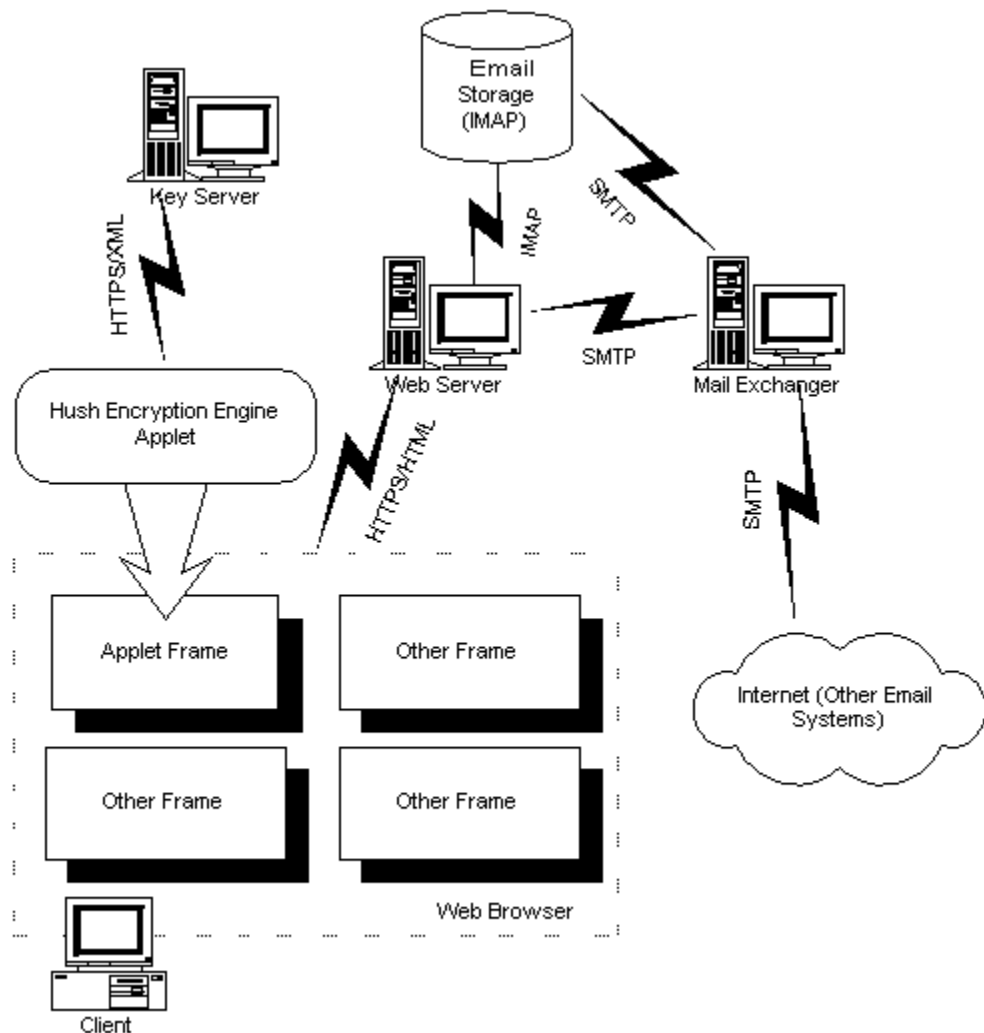 Email
Storage
(IMAP)
Key Server
SMTP
IMAP
HTTPS/XML
Web Server
SMTP
Mail Exchanger
Hush Encryption Engine
Applet
HTTPS/HTML
SMTP
Applet Frame
Other Frame
Internet (Other Email
Systems)
Other Frame
Other Frame
Web Browser
Client